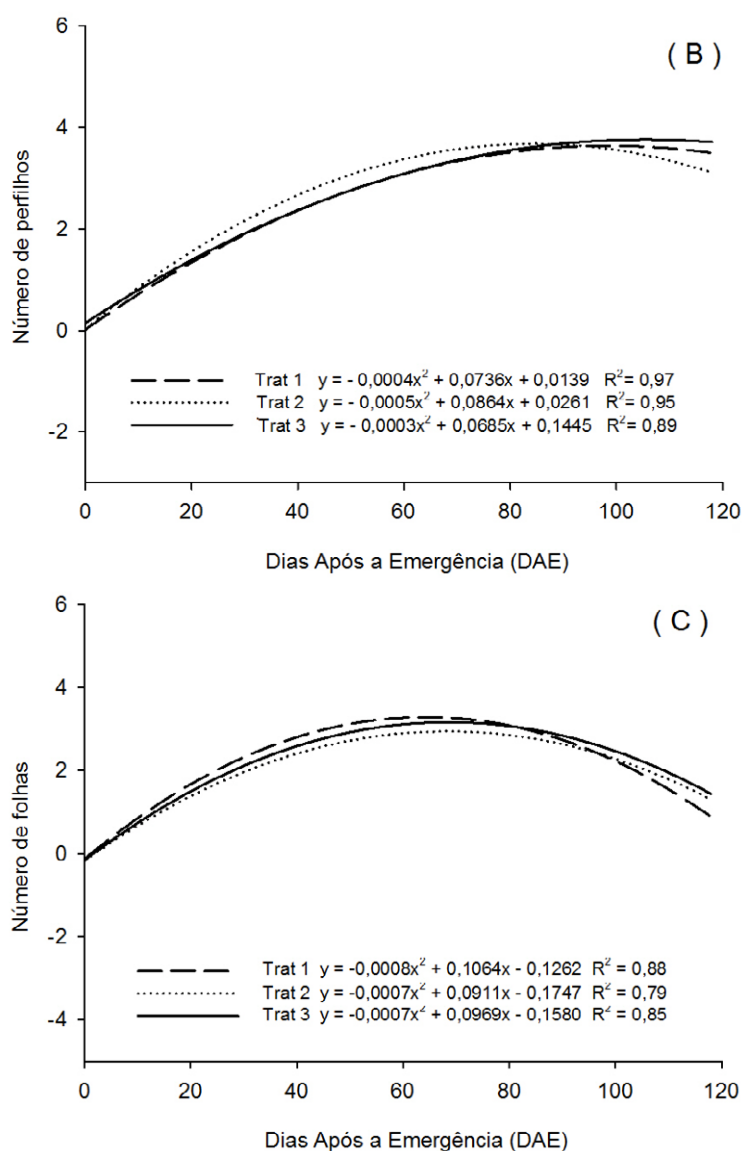 ( B )
6
4
2
0
-2
Número de perfilhos
Trat 1 y = - 0,0004x² + 0,0736x + 0,0139 R² = 0,97
Trat 2 y = - 0,0005x² + 0,0864x + 0,0261 R² = 0,95
Trat 3 y = - 0,0003x² + 0,0685x + 0,1445 R² = 0,89
0 20 40 60 80 100 120
Dias Após a Emergência (DAE)
( C )
6
4
2
0
-2
-4
Número de folhas
Trat 1 y = -0,0008x² + 0,1064x - 0,1262 R² = 0,88
Trat 2 y = -0,0007x² + 0,0911x - 0,1747 R² = 0,79
Trat 3 y = -0,0007x² + 0,0969x - 0,1580 R² = 0,85
0 20 40 60 80 100 120
Dias Após a Emergência (DAE)